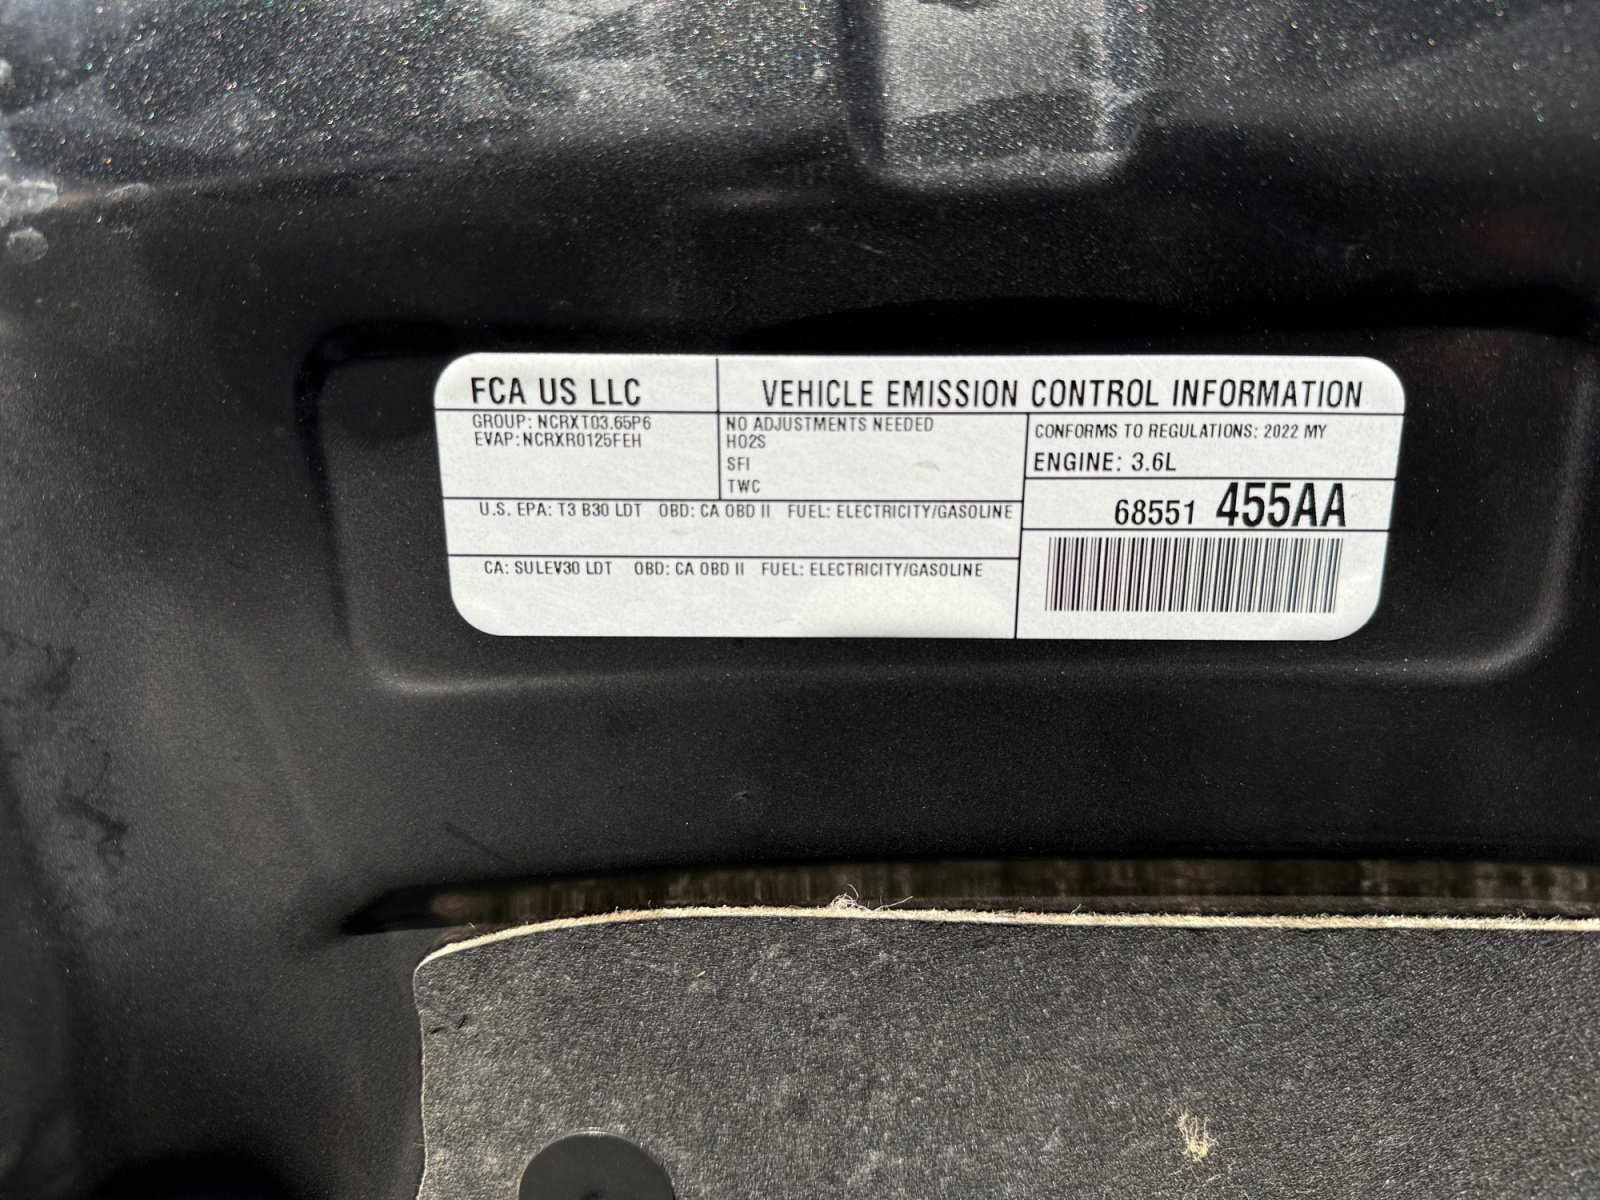 FCA US LLC
VEHICLE EMISSION CONTROL INFORMATION
GROUP: NCRXT03.65P6
EVAP: NCRXR0125FEH
NO ADJUSTMENTS NEEDED
HO2S
SFI
TWC
CONFORMS TO REGULATIONS: 2022 MY
ENGINE: 3.6L
68551 455AA
U.S. EPA: T3 B30 LDT OBD: CA OBD II FUEL: ELECTRICITY/GASOLINE
CA: SULEV30 LDT OBD: CA OBD II FUEL: ELECTRICITY/GASOLINE